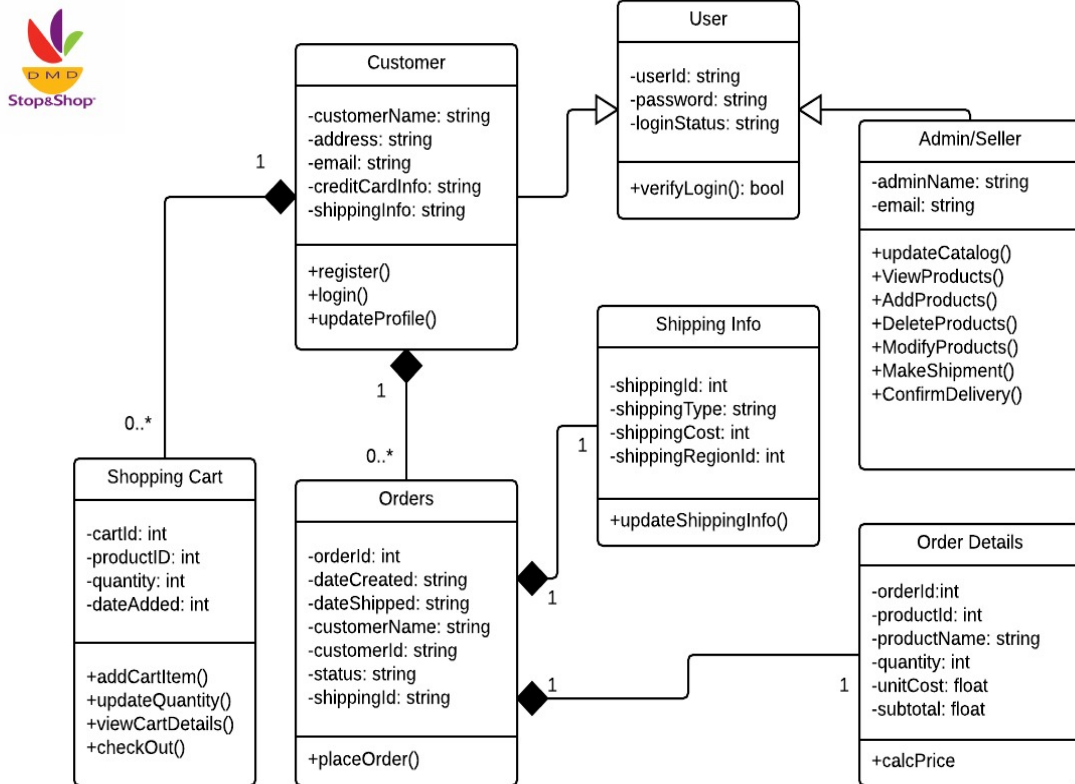 D M D
Stop&Shop
Customer
-customerName: string
-address: string
-email: string
-creditCardInfo: string
-shippingInfo: string
+register()
+login()
+updateProfile()
User
-userId: string
-password: string
-loginStatus: string
+verifyLogin(): bool
Admin/Seller
-adminName: string
-email: string
+updateCatalog()
+ViewProducts()
+AddProducts()
+DeleteProducts()
+ModifyProducts()
+MakeShipment()
+ConfirmDelivery()
1
0..*
1
0..*
Shipping Info
-shippingId: int
-shippingType: string
-shippingCost: int
-shippingRegionId: int
+updateShippingInfo()
1
1
Shopping Cart
-cartId: int
-productID: int
-quantity: int
-dateAdded: int
+addCartItem()
+updateQuantity()
+viewCartDetails()
+checkOut()
Orders
-orderId: int
-dateCreated: string
-dateShipped: string
-customerName: string
-customerId: string
-status: string
-shippingId: string
+placeOrder()
1
1
Order Details
-orderId:int
-productId: int
-productName: string
-quantity: int
-unitCost: float
-subtotal: float
+calcPrice